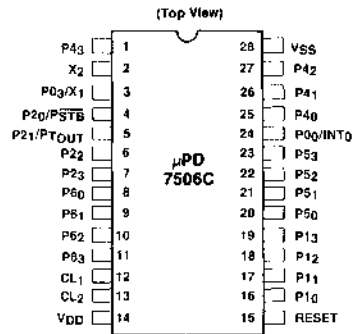 (Top View)
P43 1 28 VSS
X2 2 27 P42
P03/X1 3 26 P41
P20/PSTB 4 25 P40
P21/PTOUT 5 24 P00/INT0
P22 6 23 P53
P23 7 22 P52
P60 8 21 P51
P61 9 20 P50
P62 10 19 P13
P63 11 18 P12
CL1 12 17 P11
CL2 13 16 P10
VDD 14 15 RESET
μPD
7506C